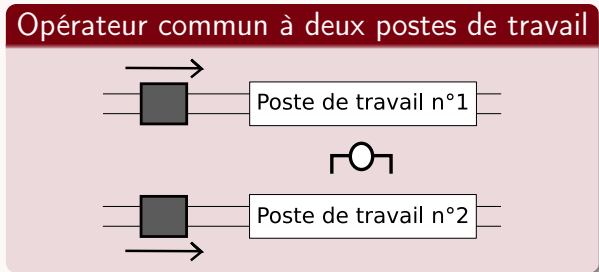 Opérateur commun à deux postes de travail
Poste de travail n°1
Poste de travail n°2